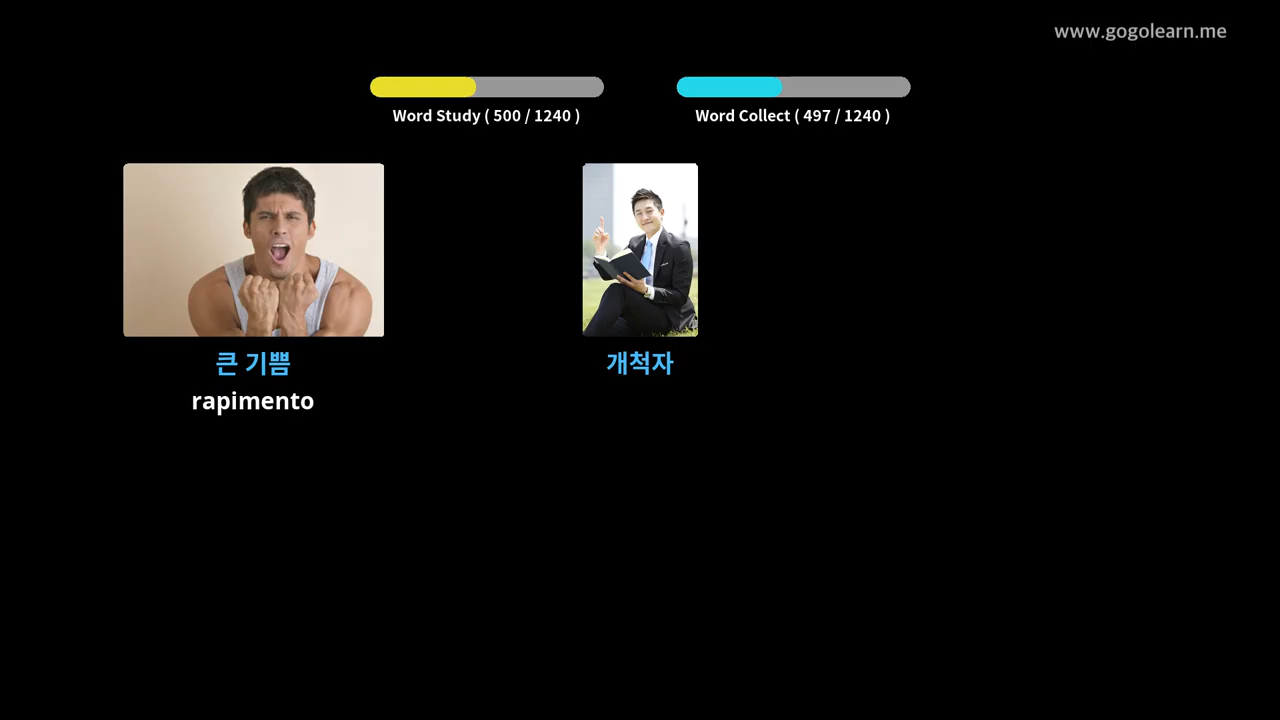 www.gogolearn.me
Word Study ( 500 / 1240 )
Word Collect ( 497 / 1240 )
큰 기쁨
개척자
rapimento